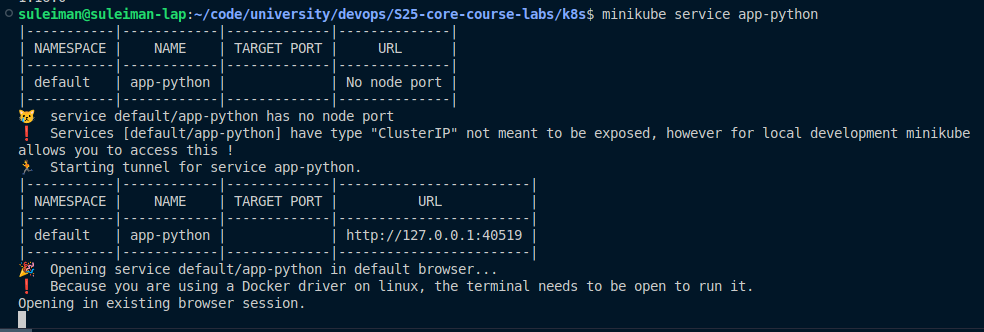 suleiman@suleiman-lap:~/code/university/devops/S25-core-course-labs/k8s$ minikube service app-python
|-----------|------------|-------------|--------------|
| NAMESPACE |    NAME    | TARGET PORT |     URL      |
|-----------|------------|-------------|--------------|
| default   | app-python |             | No node port |
|-----------|------------|-------------|--------------|
😿  service default/app-python has no node port
❗  Services [default/app-python] have type "ClusterIP" not meant to be exposed, however for local development minikube
allows you to access this !
🏃  Starting tunnel for service app-python.
|-----------|------------|-------------|------------------------|
| NAMESPACE |    NAME    | TARGET PORT |          URL           |
|-----------|------------|-------------|------------------------|
| default   | app-python |             | http://127.0.0.1:40519 |
|-----------|------------|-------------|------------------------|
🎉  Opening service default/app-python in default browser...
❗  Because you are using a Docker driver on linux, the terminal needs to be open to run it.
Opening in existing browser session.